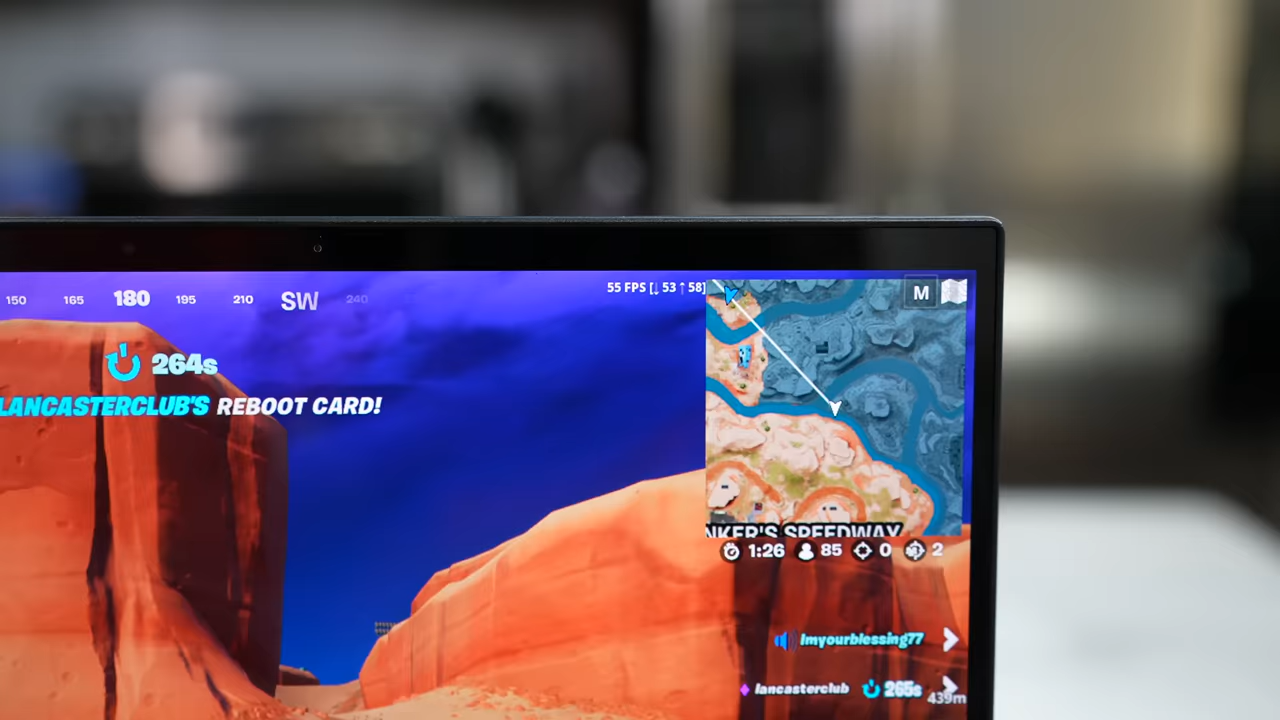 150 165 180 195 210 SW 240
55 FPS [↓ 53 ↑ 58]
M
264s
LANCASTERCLUB'S REBOOT CARD!
NKER'S SPEEDWAY
1:26 85 0 2
Imyourblessing77
lancasterclub 265s
439m